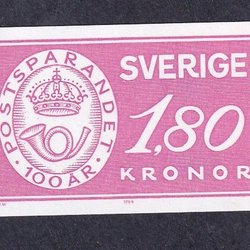 POSTSPARANDET
100 ÅR
SVERIGE
1,80
KRONOR